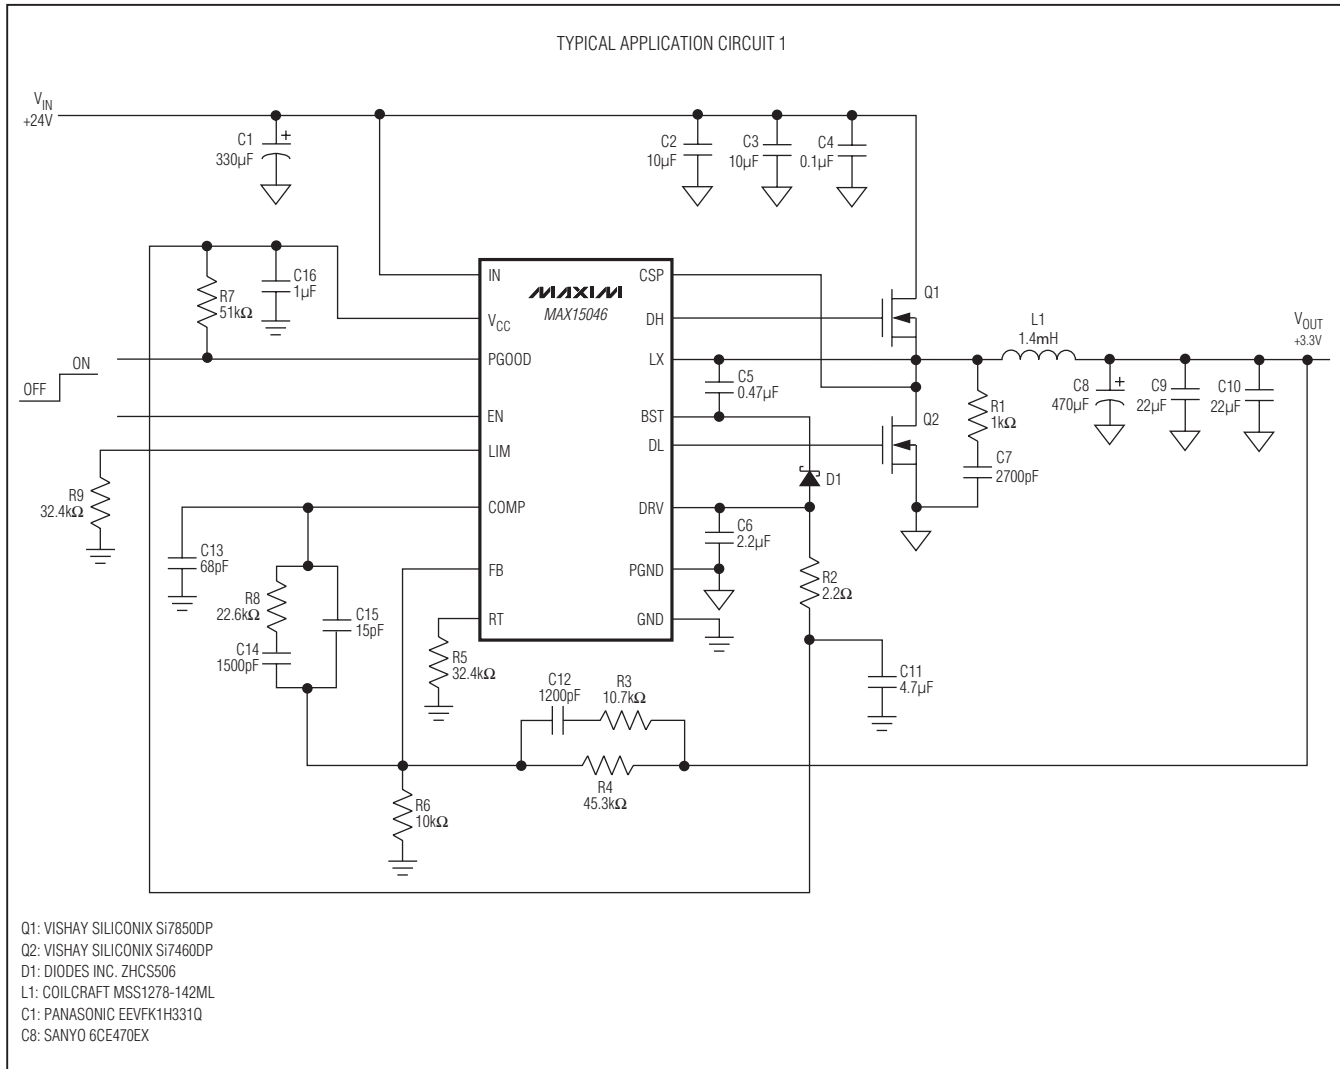 TYPICAL APPLICATION CIRCUIT 1
VIN
+24V
C1
+
330µF
C2
10µF
C3
10µF
C4
0.1µF
R7
51kΩ
C16
1µF
IN
VCC
PGOOD
EN
LIM
COMP
FB
RT
MAXIM
MAX15046
CSP
DH
LX
BST
DL
DRV
PGND
GND
OFF
ON
R9
32.4kΩ
C13
68pF
R8
22.6kΩ
C14
1500pF
C15
15pF
R5
32.4kΩ
C5
0.47µF
C6
2.2µF
D1
R2
2.2Ω
C11
4.7µF
Q1
Q2
L1
1.4mH
R1
1kΩ
C7
2700pF
C8
+
470µF
C9
22µF
C10
22µF
VOUT
+3.3V
C12
1200pF
R3
10.7kΩ
R4
45.3kΩ
R6
10kΩ
Q1: VISHAY SILICONIX Si7850DP
Q2: VISHAY SILICONIX Si7460DP
D1: DIODES INC. ZHCS506
L1: COILCRAFT MSS1278-142ML
C1: PANASONIC EEVFK1H331Q
C8: SANYO 6CE470EX